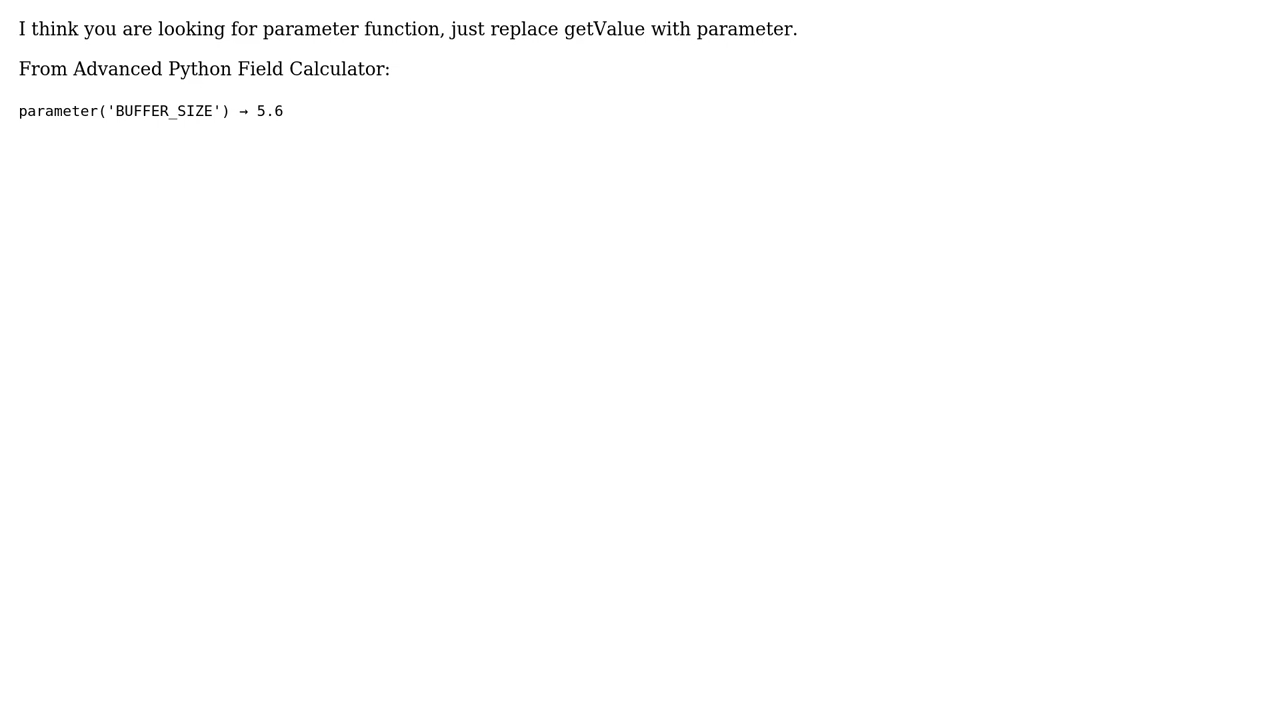 I think you are looking for parameter function, just replace getValue with parameter.
From Advanced Python Field Calculator:
parameter('BUFFER_SIZE') → 5.6